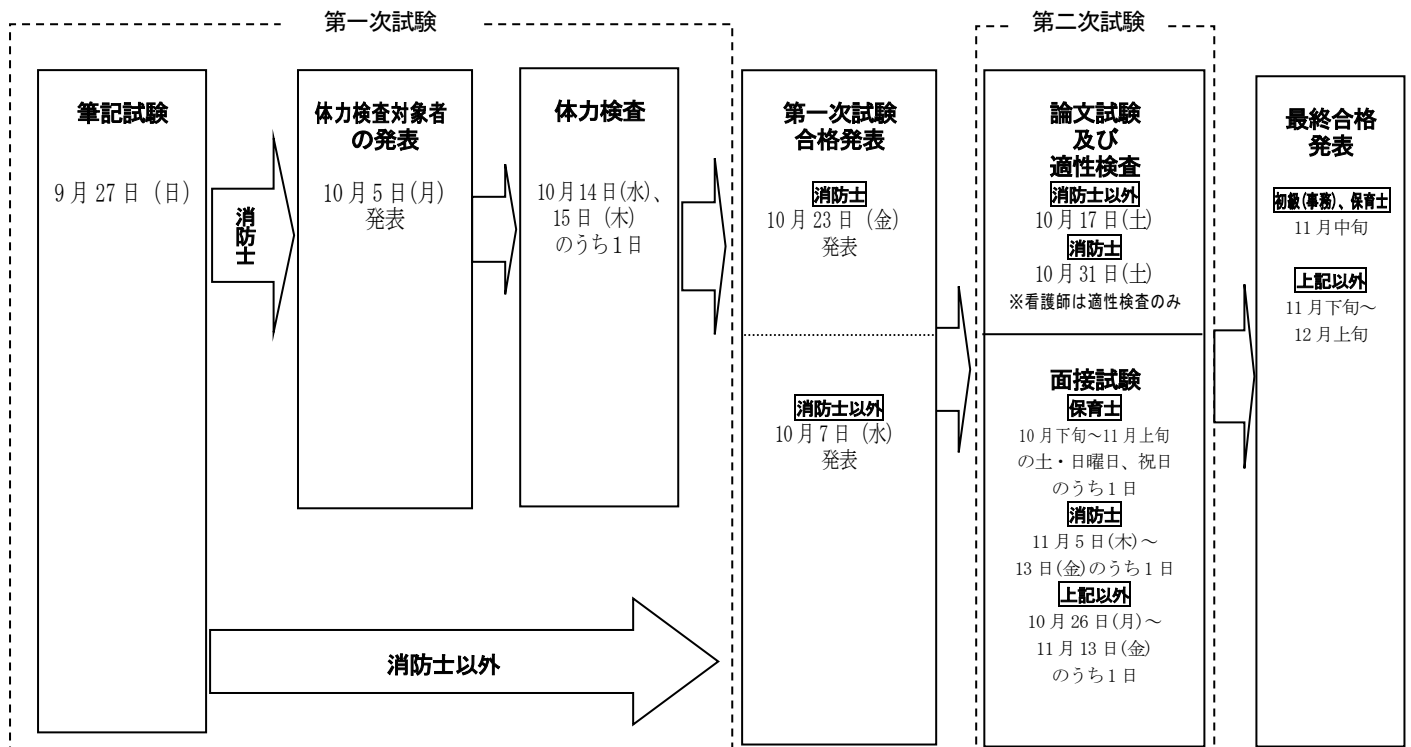 第一次試験
筆記試験
9月27日（日）
消防士
体力検査対象者
の発表
10月5日(月)
発表
体力検査
10月14日(水)、
15日（木）
のうち1日
消防士以外
第一次試験
合格発表
消防士
10月23日（金）
発表
消防士以外
10月7日（水）
発表
第二次試験
論文試験
及び
適性検査
消防士以外
10月17日(土)
消防士
10月31日(土)
※看護師は適性検査のみ
面接試験
保育士
10月下旬～11月上旬
の土・日曜日、祝日
のうち1日
消防士
11月5日(木)～
13日(金)のうち1日
上記以外
10月26日(月)～
11月13日(金)
のうち1日
最終合格
発表
初級(事務)、保育士
11月中旬
上記以外
11月下旬～
12月上旬